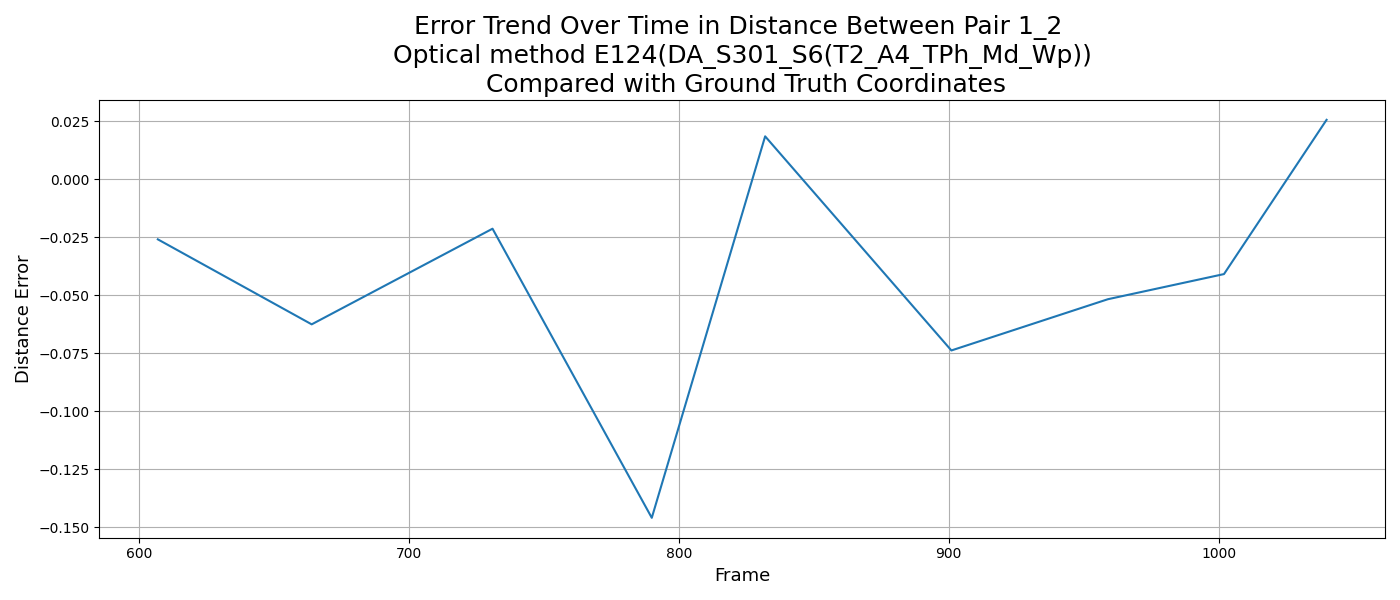 Error Trend Over Time in Distance Between Pair 1_2
Optical method E124(DA_S301_S6(T2_A4_TPh_Md_Wp))
Compared with Ground Truth Coordinates
Distance Error
0.025
0.000
−0.025
−0.050
−0.075
−0.100
−0.125
−0.150
600
700
800
900
1000
Frame